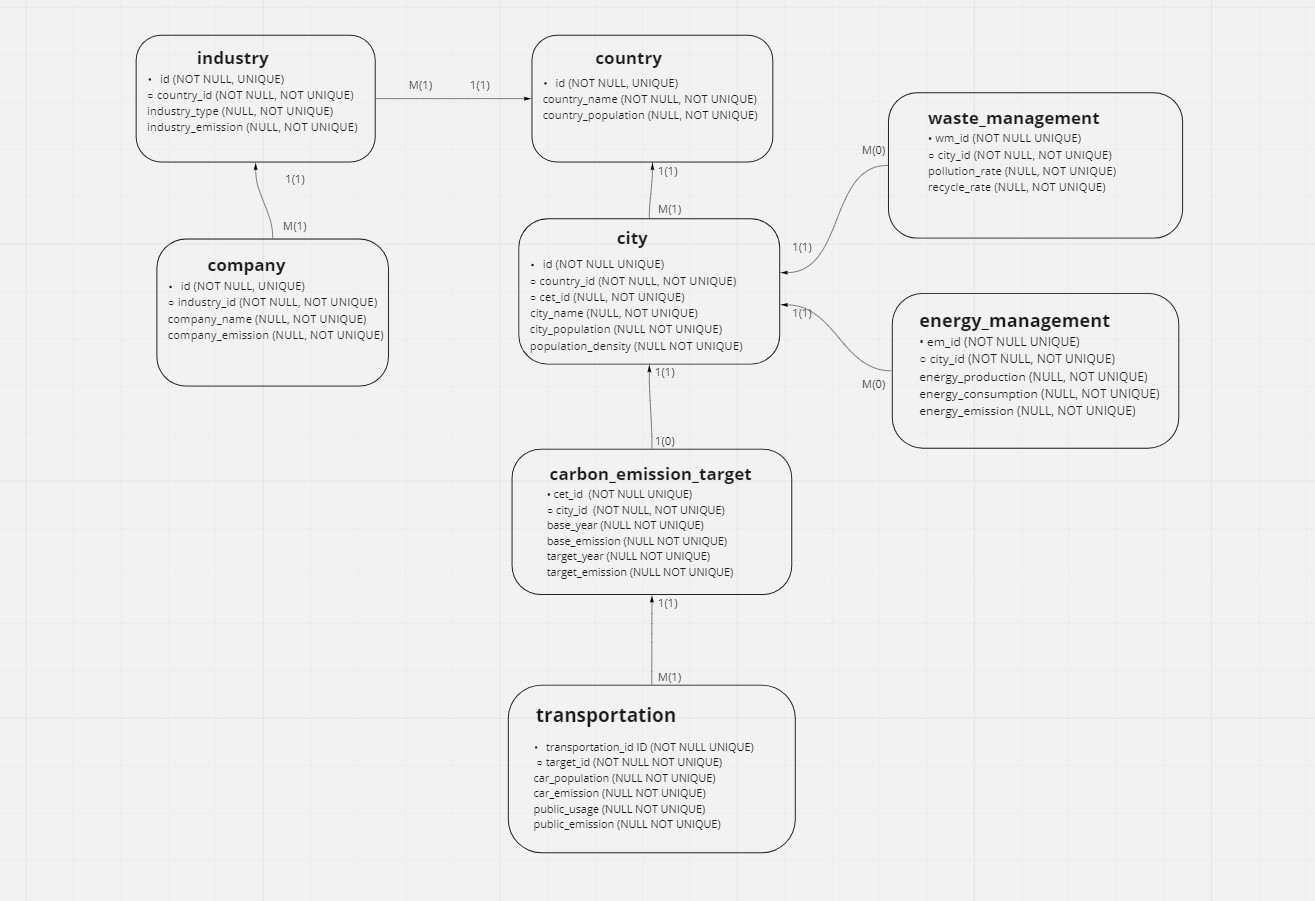 industry
• id (NOT NULL, UNIQUE)
○ country_id (NOT NULL, NOT UNIQUE)
industry_type (NULL, NOT UNIQUE)
industry_emission (NULL, NOT UNIQUE)
M(1)
1(1)
country
• id (NOT NULL, UNIQUE)
country_name (NOT NULL, NOT UNIQUE)
country_population (NULL, NOT UNIQUE)
waste_management
• wm_id (NOT NULL UNIQUE)
○ city_id (NOT NULL, NOT UNIQUE)
pollution_rate (NULL, NOT UNIQUE)
recycle_rate (NULL, NOT UNIQUE)
M(0)
1(1)
1(1)
M(1)
1(1)
M(1)
company
• id (NOT NULL, UNIQUE)
○ industry_id (NOT NULL, NOT UNIQUE)
company_name (NULL, NOT UNIQUE)
company_emission (NULL, NOT UNIQUE)
city
• id (NOT NULL UNIQUE)
○ country_id (NOT NULL, NOT UNIQUE)
○ cet_id (NULL, NOT UNIQUE)
city_name (NULL, NOT UNIQUE)
city_population (NULL NOT UNIQUE)
population_density (NULL NOT UNIQUE)
1(1)
M(0)
energy_management
• em_id (NOT NULL UNIQUE)
○ city_id (NOT NULL, NOT UNIQUE)
energy_production (NULL, NOT UNIQUE)
energy_consumption (NULL, NOT UNIQUE)
energy_emission (NULL, NOT UNIQUE)
1(1)
1(0)
carbon_emission_target
• cet_id (NOT NULL UNIQUE)
○ city_id (NOT NULL, NOT UNIQUE)
base_year (NULL NOT UNIQUE)
base_emission (NULL NOT UNIQUE)
target_year (NULL NOT UNIQUE)
target_emission (NULL NOT UNIQUE)
1(1)
M(1)
transportation
• transportation_id ID (NOT NULL UNIQUE)
○ target_id (NOT NULL NOT UNIQUE)
car_population (NULL NOT UNIQUE)
car_emission (NULL NOT UNIQUE)
public_usage (NULL NOT UNIQUE)
public_emission (NULL NOT UNIQUE)